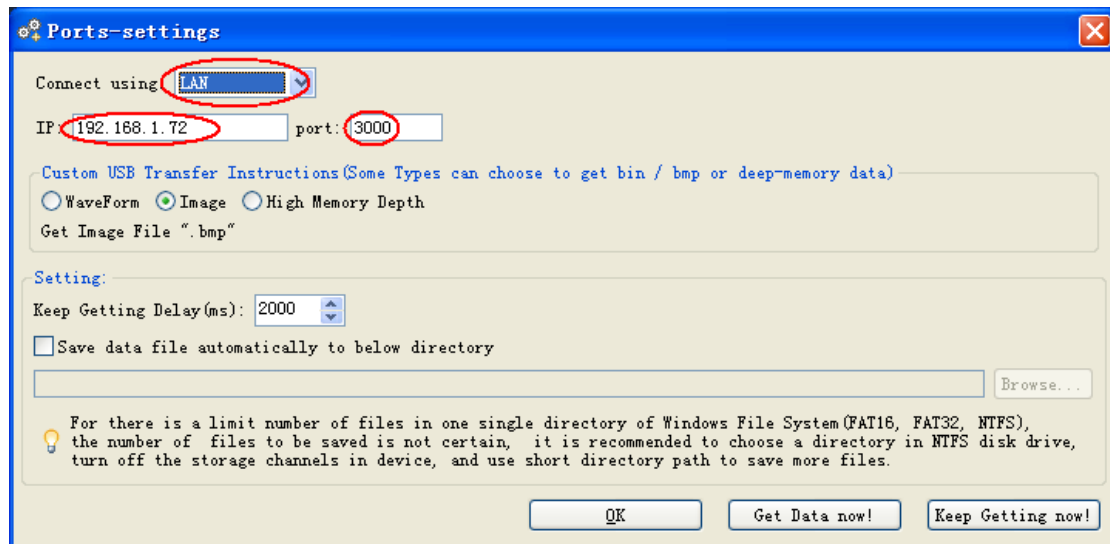 Ports-settings
Connect using: LAN
IP: 192.168.1.72 port: 3000
Custom USB Transfer Instructions(Some Types can choose to get bin / bmp or deep-memory data)
WaveForm Image High Memory Depth
Get Image File ".bmp"
Setting:
Keep Getting Delay(ms): 2000
Save data file automatically to below directory
Browse...
For there is a limit number of files in one single directory of Windows File System(FAT16, FAT32, NTFS),
the number of files to be saved is not certain, it is recommended to choose a directory in NTFS disk drive,
turn off the storage channels in device, and use short directory path to save more files.
OK Get Data now! Keep Getting now!